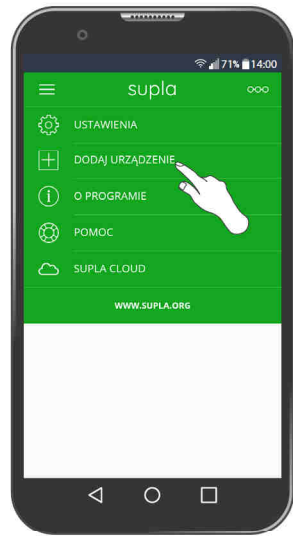 71% 14:00
supla
USTAWIENIA
DODAJ URZĄDZENIE
O PROGRAMIE
POMOC
SUPLA CLOUD
WWW.SUPLA.ORG